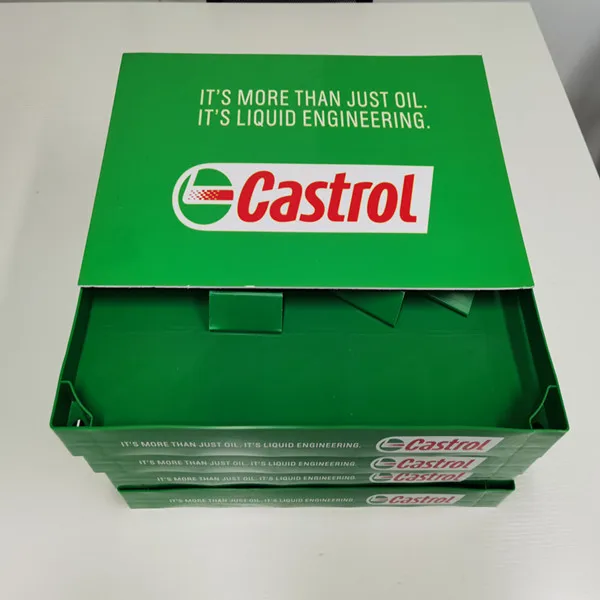 IT'S MORE THAN JUST OIL.
IT'S LIQUID ENGINEERING.
Castrol
IT'S MORE THAN JUST OIL. IT'S LIQUID ENGINEERING. Castrol
IT'S MORE THAN JUST OIL. IT'S LIQUID ENGINEERING. Castrol
IT'S MORE THAN JUST OIL. IT'S LIQUID ENGINEERING. Castrol
IT'S MORE THAN JUST OIL. IT'S LIQUID ENGINEERING. Castrol